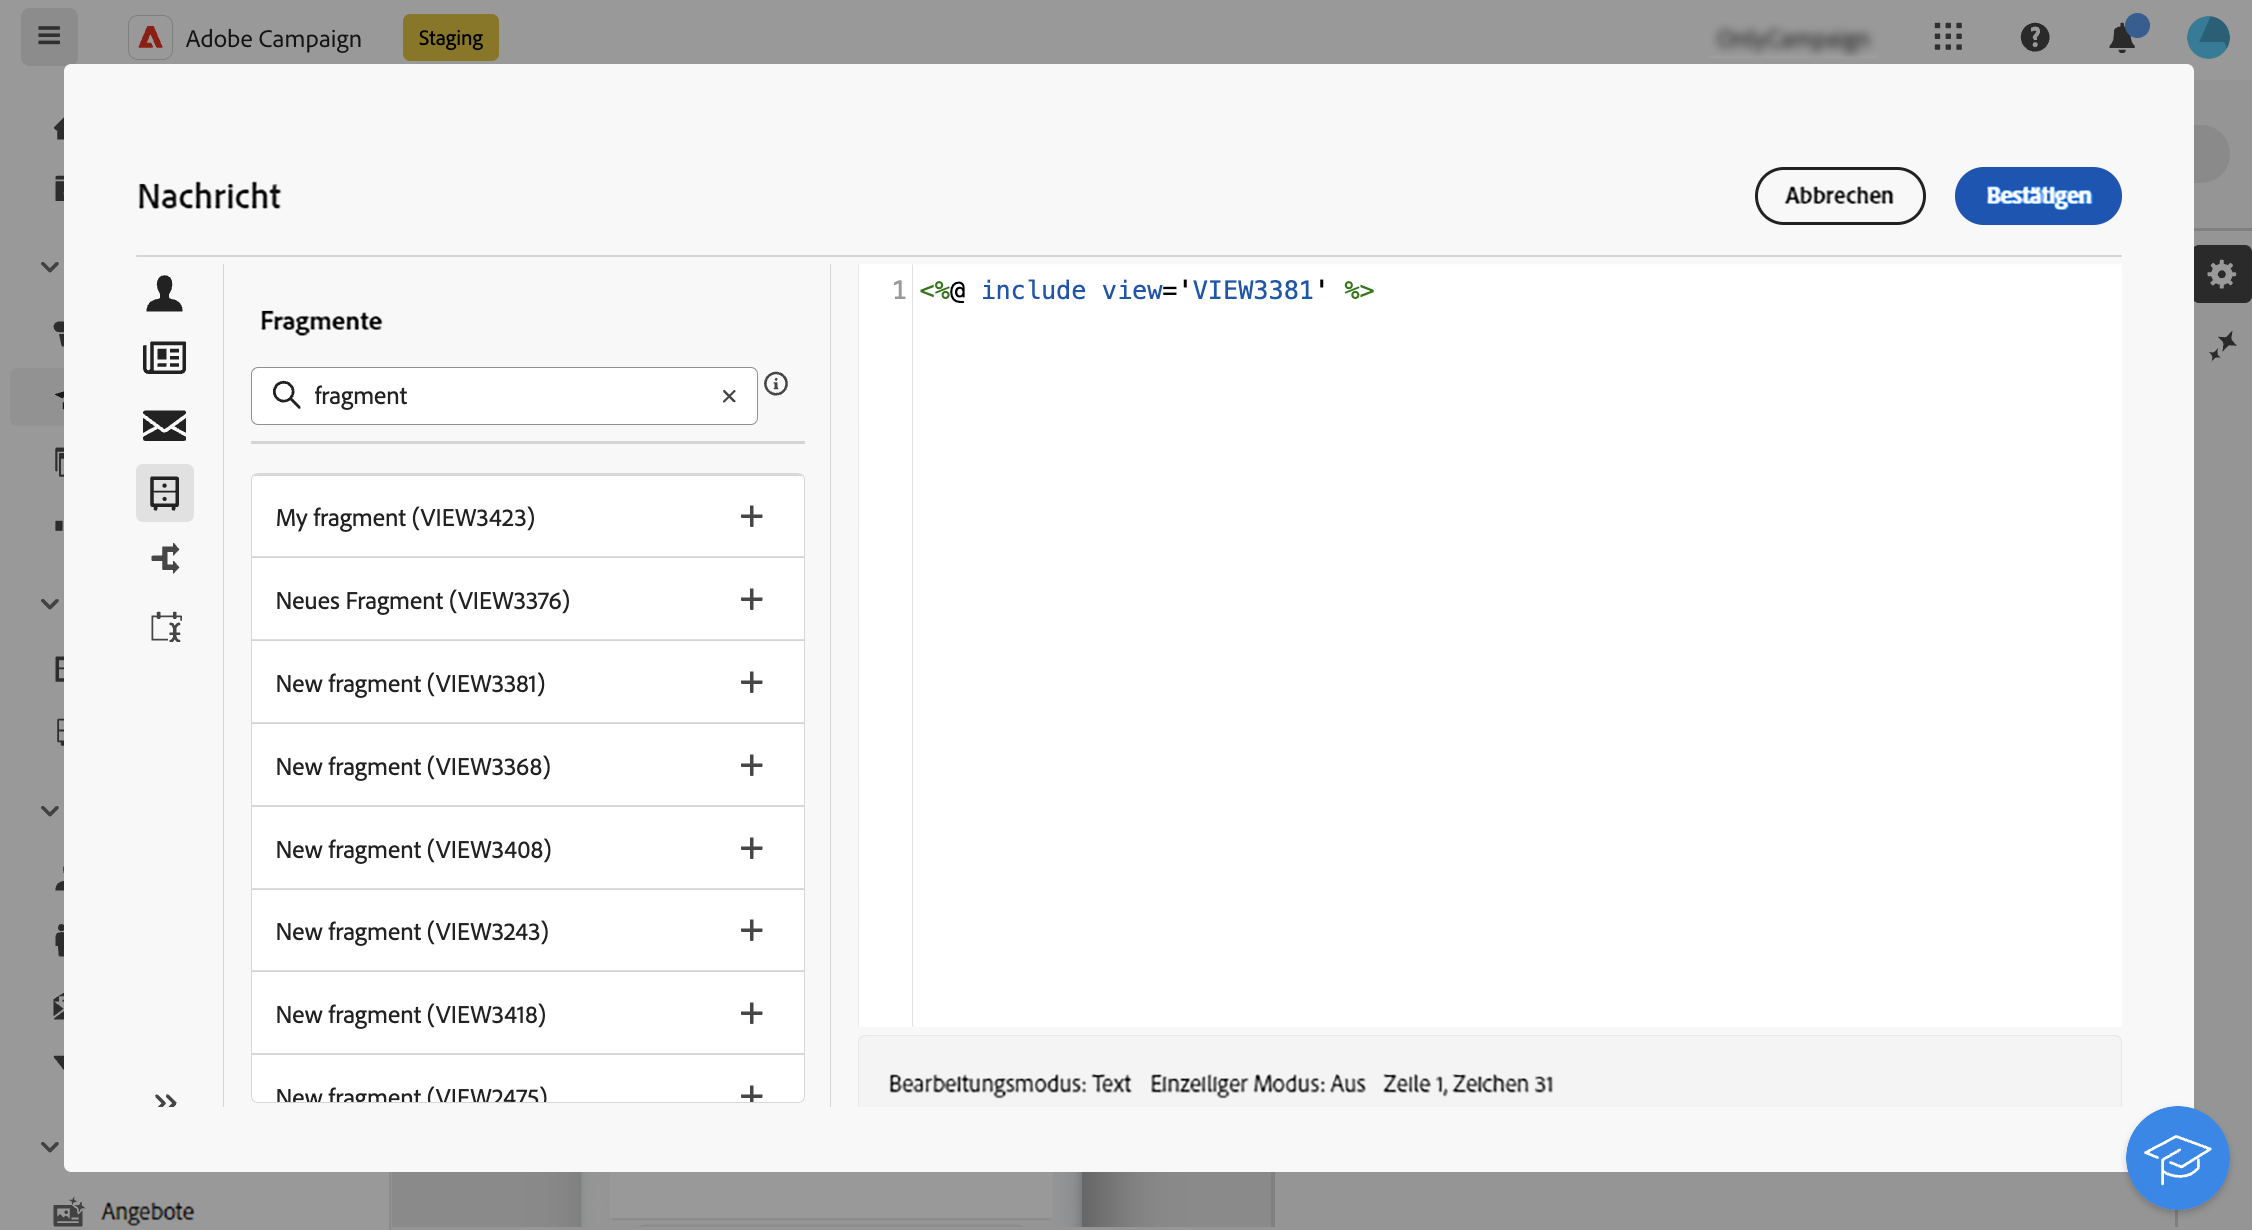 Adobe Campaign
Staging
Nachricht
Abbrechen
Bestätigen
Fragmente
fragment
1 <%@ include view='VIEW3381' %>
My fragment (VIEW3423)
Neues Fragment (VIEW3376)
New fragment (VIEW3381)
New fragment (VIEW3368)
New fragment (VIEW3408)
New fragment (VIEW3243)
New fragment (VIEW3418)
New fragment (VIEW2475)
Bearbeitungsmodus: Text Einzeiliger Modus: Aus Zeile 1, Zeichen 31
Angebote